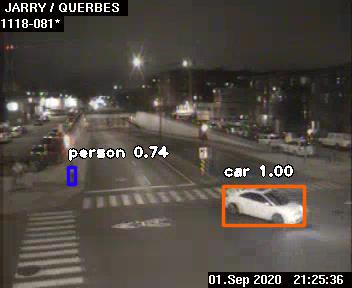 JARRY / QUERBES
1118-081*
person 0.74
car 1.00
01.Sep 2020 21:25:36